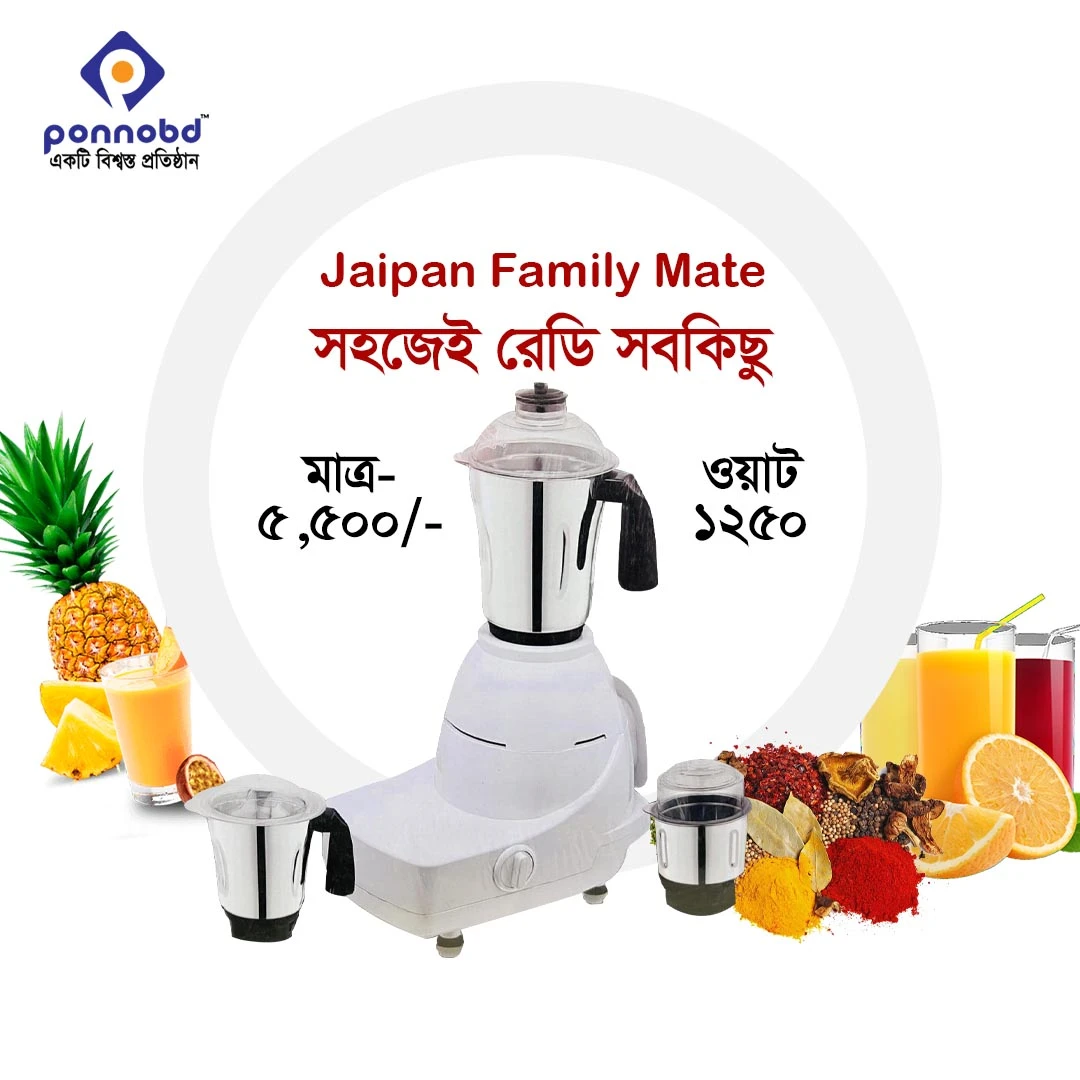 ponnobd™
একটি বিশ্বস্ত প্রতিষ্ঠান
Jaipan Family Mate
সহজেই রেডি সবকিছু
মাত্র-
৫,৫০০/-
ওয়াট
১২৫০